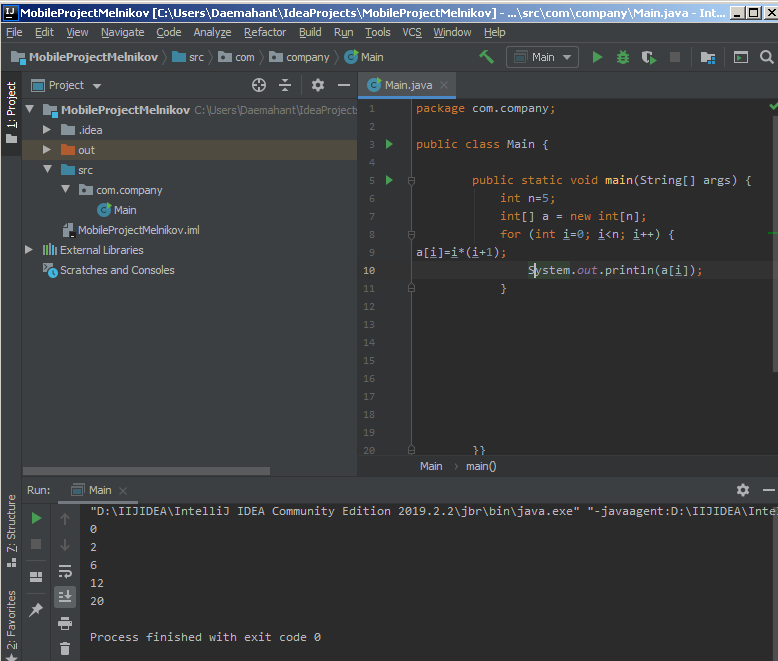 MobileProjectMelnikov [C:\Users\Daemahant\IdeaProjects\MobileProjectMelnikov] - ...\src\com\company\Main.java - Int...
File Edit View Navigate Code Analyze Refactor Build Run Tools VCS Window Help
MobileProjectMelnikov src com company Main Main
1: Project
Project
Main.java
MobileProjectMelnikov C:\Users\Daemahant\IdeaProjects
.idea
out
src
com.company
Main
MobileProjectMelnikov.iml
External Libraries
Scratches and Consoles
1 package com.company;
2
3 public class Main {
4
5 public static void main(String[] args) {
6 int n=5;
7 int[] a = new int[n];
8 for (int i=0; i<n; i++) {
9 a[i]=i*(i+1);
10 System.out.println(a[i]);
11 }
12
13
14
15
16
17
18
19
20 }}
Main main()
Run: Main
"D:\IIJIDEA\IntelliJ IDEA Community Edition 2019.2.2\jbr\bin\java.exe" "-javaagent:D:\IIJIDEA\Inte
0
2
6
12
20
Process finished with exit code 0
7: Structure
2: Favorites